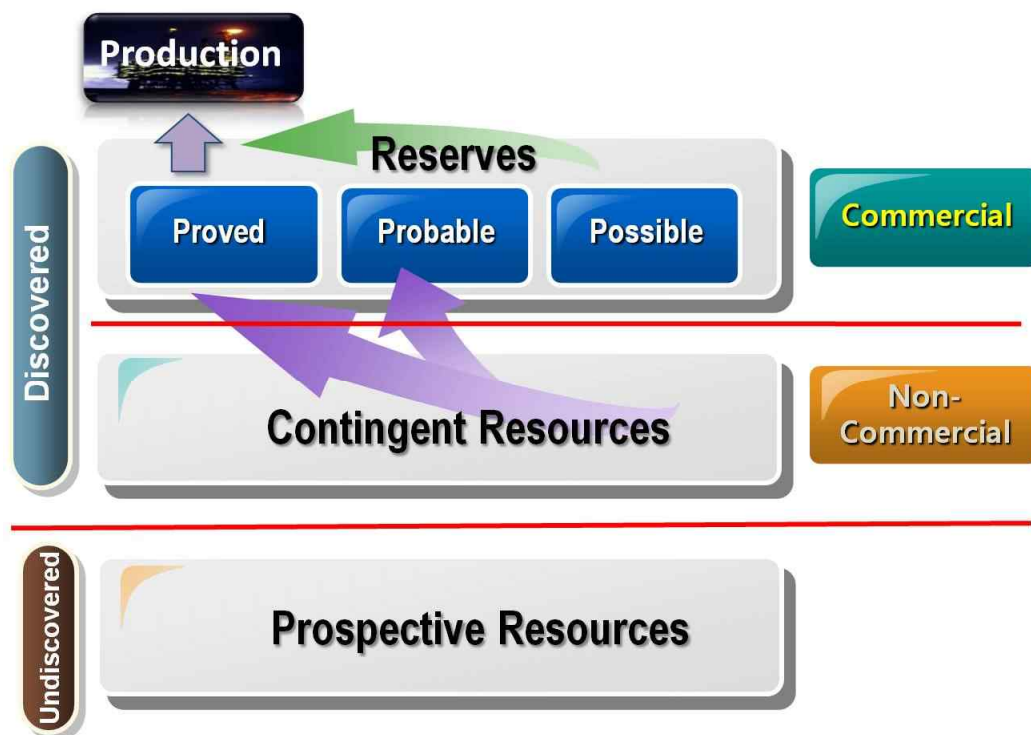 Production
Reserves
Proved
Probable
Possible
Commercial
Discovered
Contingent Resources
Non-
Commercial
Undiscovered
Prospective Resources